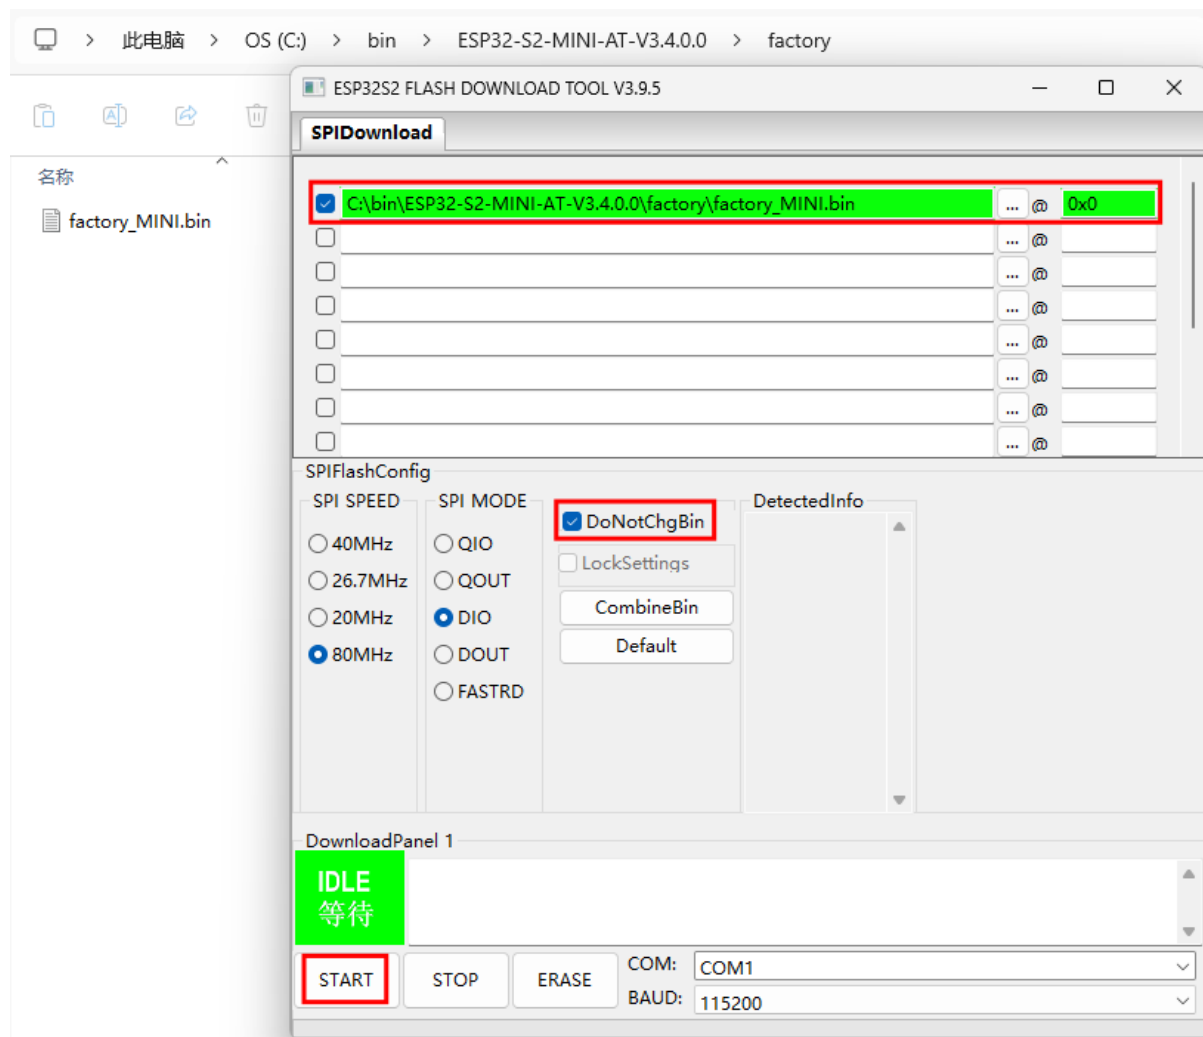 此电脑 > OS (C:) > bin > ESP32-S2-MINI-AT-V3.4.0.0 > factory
ESP32S2 FLASH DOWNLOAD TOOL V3.9.5
SPIDownload
名称
factory_MINI.bin
C:\bin\ESP32-S2-MINI-AT-V3.4.0.0\factory\factory_MINI.bin ... @ 0x0
... @
... @
... @
... @
... @
... @
... @
SPIFlashConfig
SPI SPEED
40MHz
26.7MHz
20MHz
80MHz
SPI MODE
QIO
QOUT
DIO
DOUT
FASTRD
DoNotChgBin
LockSettings
CombineBin
Default
DetectedInfo
DownloadPanel 1
IDLE
等待
START STOP ERASE
COM: COM1
BAUD: 115200